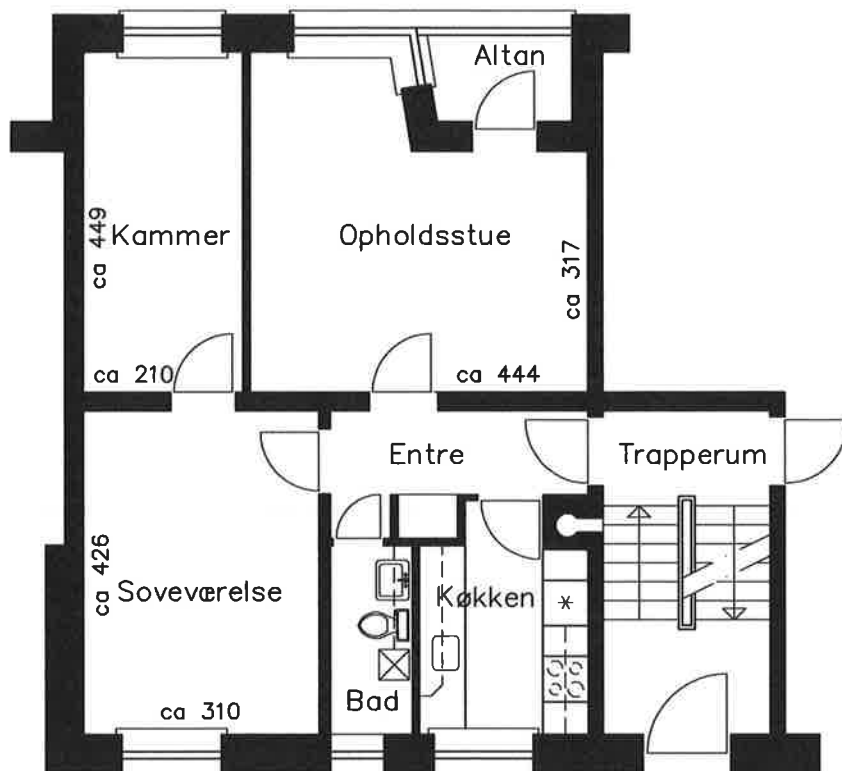 Altan
Kammer
ca 449
Opholdsstue
ca 317
ca 210
ca 444
Entre
Trapperum
ca 426
Soveværelse
Køkken
*
Bad
ca 310